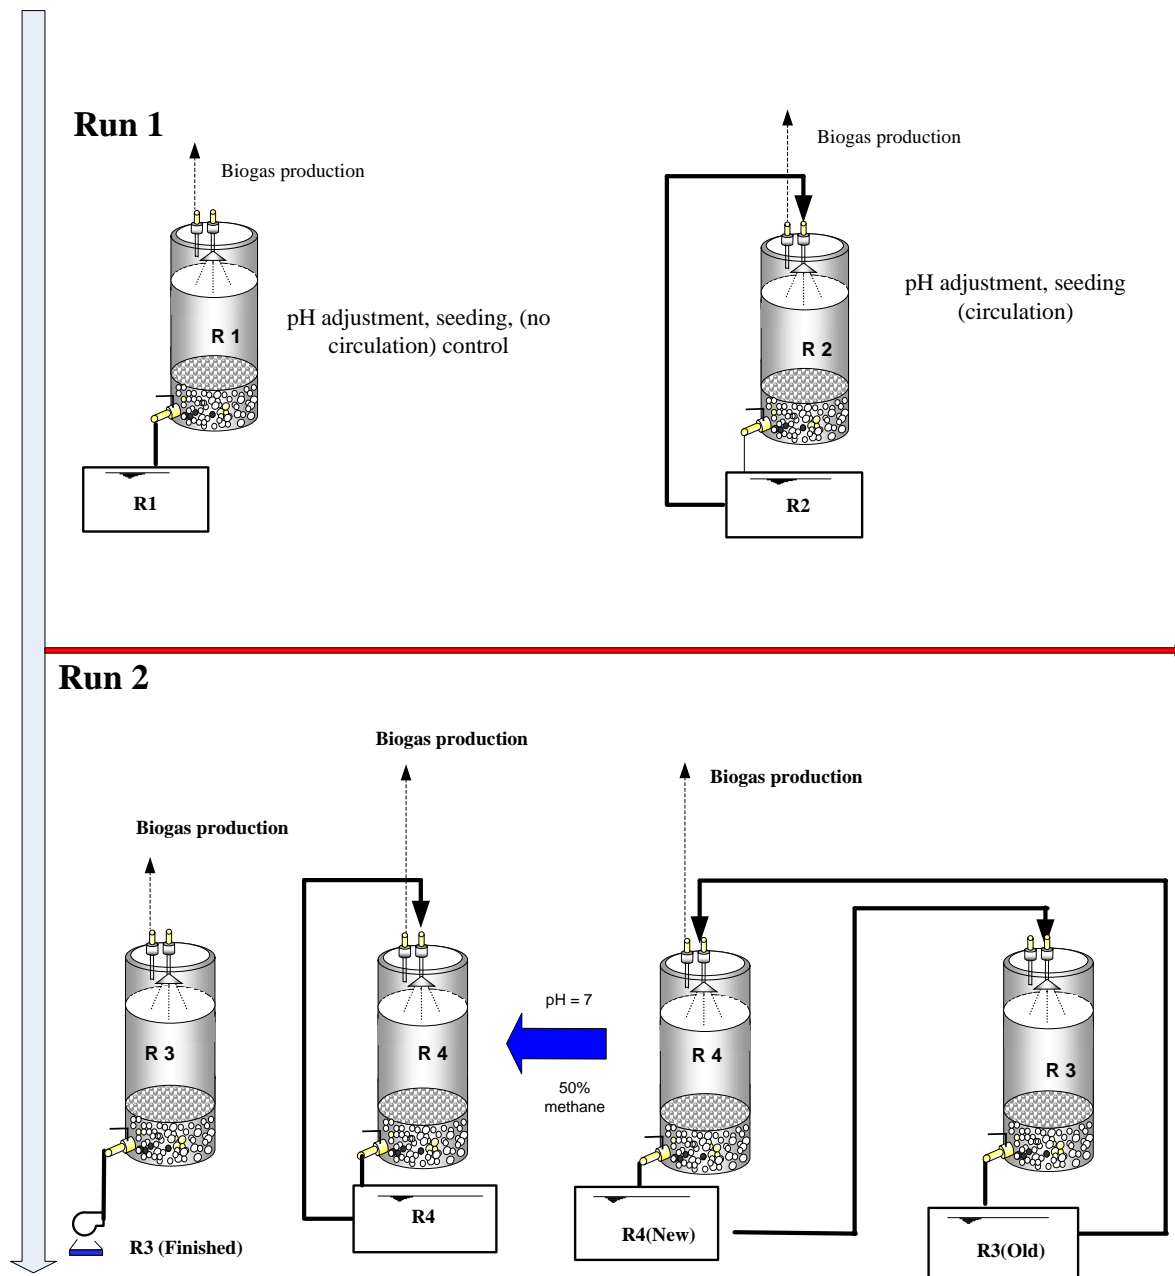 Run 1
Biogas production
R 1
pH adjustment, seeding, (no
circulation) control
R1
Biogas production
R 2
pH adjustment, seeding
(circulation)
R2
Run 2
Biogas production
R 3
R3 (Finished)
Biogas production
R 4
R4
pH = 7
50%
methane
Biogas production
R 4
R4(New)
R 3
R3(Old)